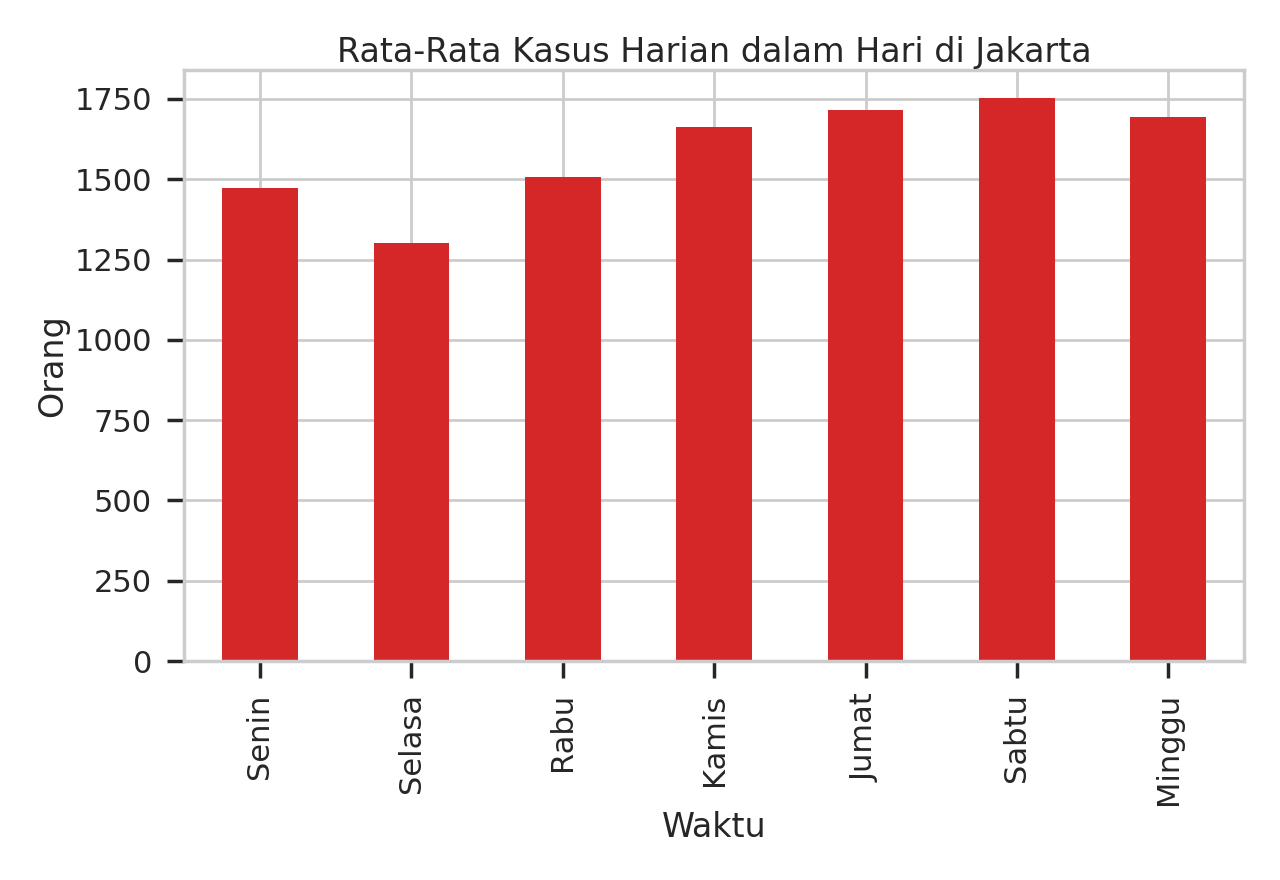 Rata-Rata Kasus Harian dalam Hari di Jakarta
1750
1500
1250
1000
750
500
250
0
Orang
Senin
Selasa
Rabu
Kamis
Jumat
Sabtu
Minggu
Waktu